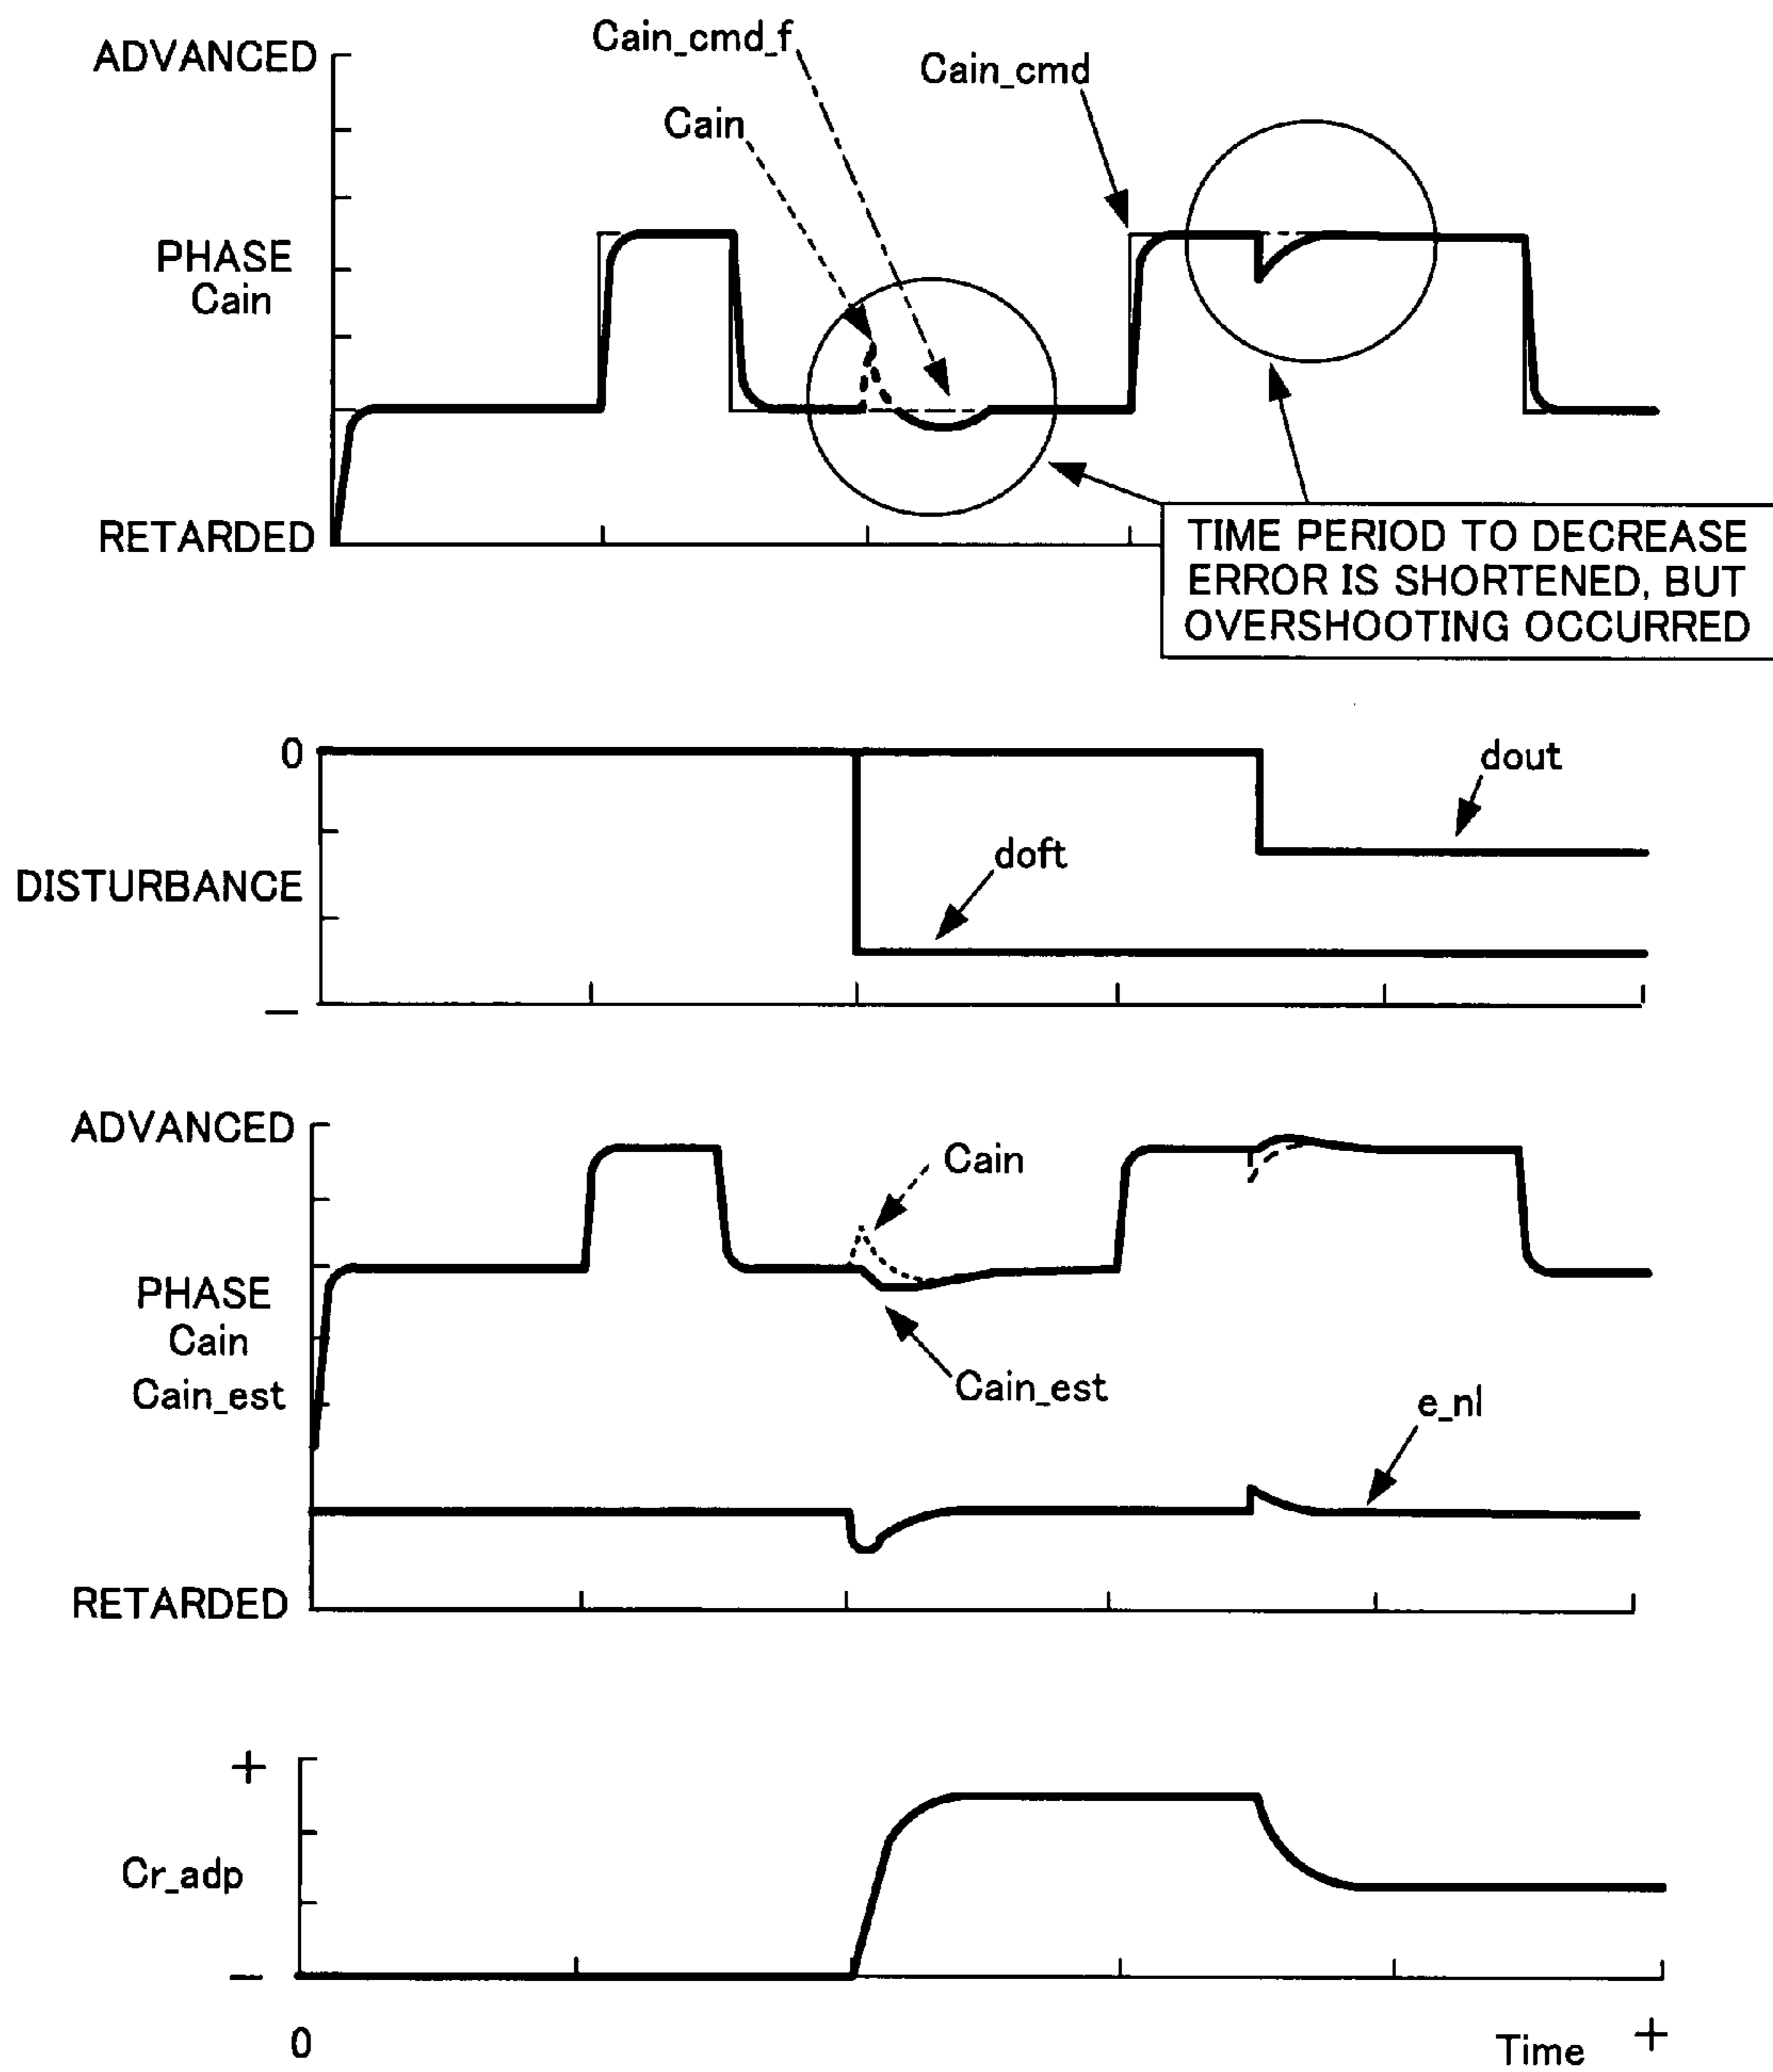 Cain_cmd_f
ADVANCED
Cain_cmd
Cain
PHASE
Cain
RETARDED
TIME PERIOD TO DECREASE
ERROR IS SHORTENED, BUT
OVERSHOOTING OCCURRED
0
dout
doft
DISTURBANCE
—
ADVANCED
Cain
PHASE
Cain
Cain_est
Cain_est
e_nl
RETARDED
+
Cr_adp
—
0
Time
+